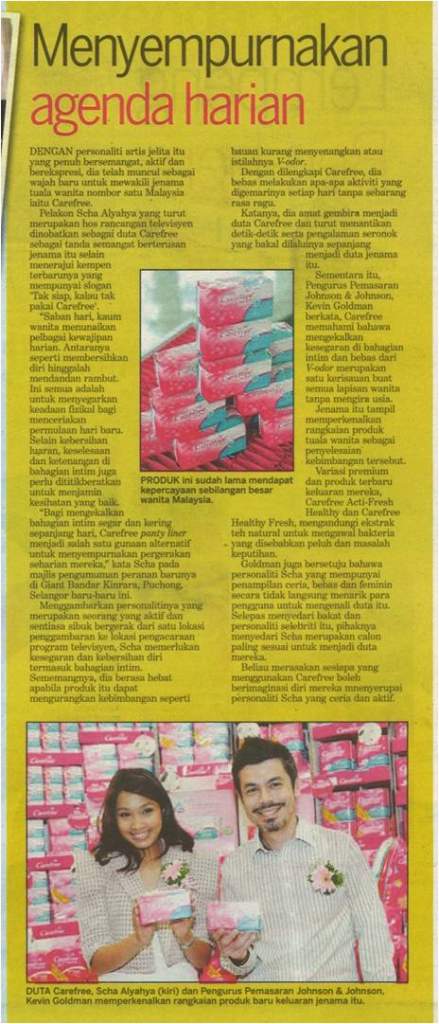 Menyempurnakan
agenda harian
DENGAN personaliti artis jelita itu
yang penuh bersemangat, aktif dan
berekspresi, dia telah muncul sebagai
wajah baru untuk mewakili jenama
tuala wanita nombor satu Malaysia
iaitu Carefree.
Pelakon Scha Alyahya yang turut
merupakan hos rancangan televisyen
dinobatkan sebagai duta Carefree
sebagai tanda semangat berterusan
jenama itu selain
menerajui kempen
terbarunya yang
mempunyai slogan
'Tak siap, kalau tak
pakai Carefree'.
"Saban hari, kaum
wanita menunaikan
pelbagai kewajipan
harian. Antaranya
seperti membersihkan
diri hinggalah
mendandan rambut.
Ini semua adalah
untuk menyegarkan
keadaan fizikal bagi
menceriakan
permulaan hari baru.
Selain kebersihan
luaran, keselesaan
dan ketenangan di
bahagian intim juga
perlu dititikberatkan
untuk menjamin
kesihatan yang baik.
"Bagi mengekalkan
bahagian intim segar dan kering
sepanjang hari, Carefree panty liner
menjadi salah satu gunaan alternatif
untuk menyempurnakan pergerakan
seharian mereka," kata Scha pada
majlis pengumuman peranan barunya
di Giant Bandar Kinrara, Puchong,
Selangor baru-baru ini.
Menggambarkan personalitinya yang
merupakan seorang yang aktif dan
sentiasa sibuk bergerak dari satu lokasi
penggambaran ke lokasi pengacaraan
program televisyen, Scha memerlukan
kesegaran dan kebersihan diri
termasuk bahagian intim.
Sememangnya, dia berasa hebat
apabila produk itu dapat
mengurangkan kebimbangan seperti
bauan kurang menyenangkan atau
istilahnya V-odor.
Dengan dilengkapi Carefree, dia
bebas melakukan apa-apa aktiviti yang
digemarinya setiap hari tanpa sebarang
rasa ragu.
Katanya, dia amat gembira menjadi
duta Carefree dan turut menantikan
detik-detik serta pengalaman seronok
yang bakal dilaluinya sepanjang
menjadi duta jenama
itu.
Sementara itu,
Pengurus Pemasaran
Johnson & Johnson,
Kevin Goldman
berkata, Carefree
memahami bahawa
mengekalkan
kesegaran di bahagian
intim dan bebas dari
V-odor merupakan
satu kerisauan buat
semua lapisan wanita
tanpa mengira usia.
Jenama itu tampil
memperkenalkan
rangkaian produk
tuala wanita sebagai
penyelesaian
kebimbangan tersebut.
Variasi premium
dan produk terbaru
keluaran mereka,
Carefree Acti-Fresh
Healthy dan Carefree
Healthy Fresh, mengandungi ekstrak
teh natural untuk mengawal bakteria
yang disebabkan peluh dan masalah
keputihan.
Goldman juga bersetuju bahawa
personaliti Scha yang mempunyai
penampilan ceria, bebas dan feminin
secara tidak langsung menarik para
pengguna untuk mengenali duta itu.
Selepas menyedari bakat dan
personaliti selebriti itu, pihaknya
menyedari Scha merupakan calon
paling sesuai untuk menjadi duta
mereka.
Beliau merasakan sesiapa yang
menggunakan Carefree boleh
berimaginasi diri mereka mnenyerupai
personaliti Scha yang ceria dan aktif.
PRODUK ini sudah lama mendapat
kepercayaan sebilangan besar
wanita Malaysia.
DUTA Carefree, Scha Alyahya (kiri) dan Pengurus Pemasaran Johnson & Johnson,
Kevin Goldman memperkenalkan rangkaian produk baru keluaran jenama itu.